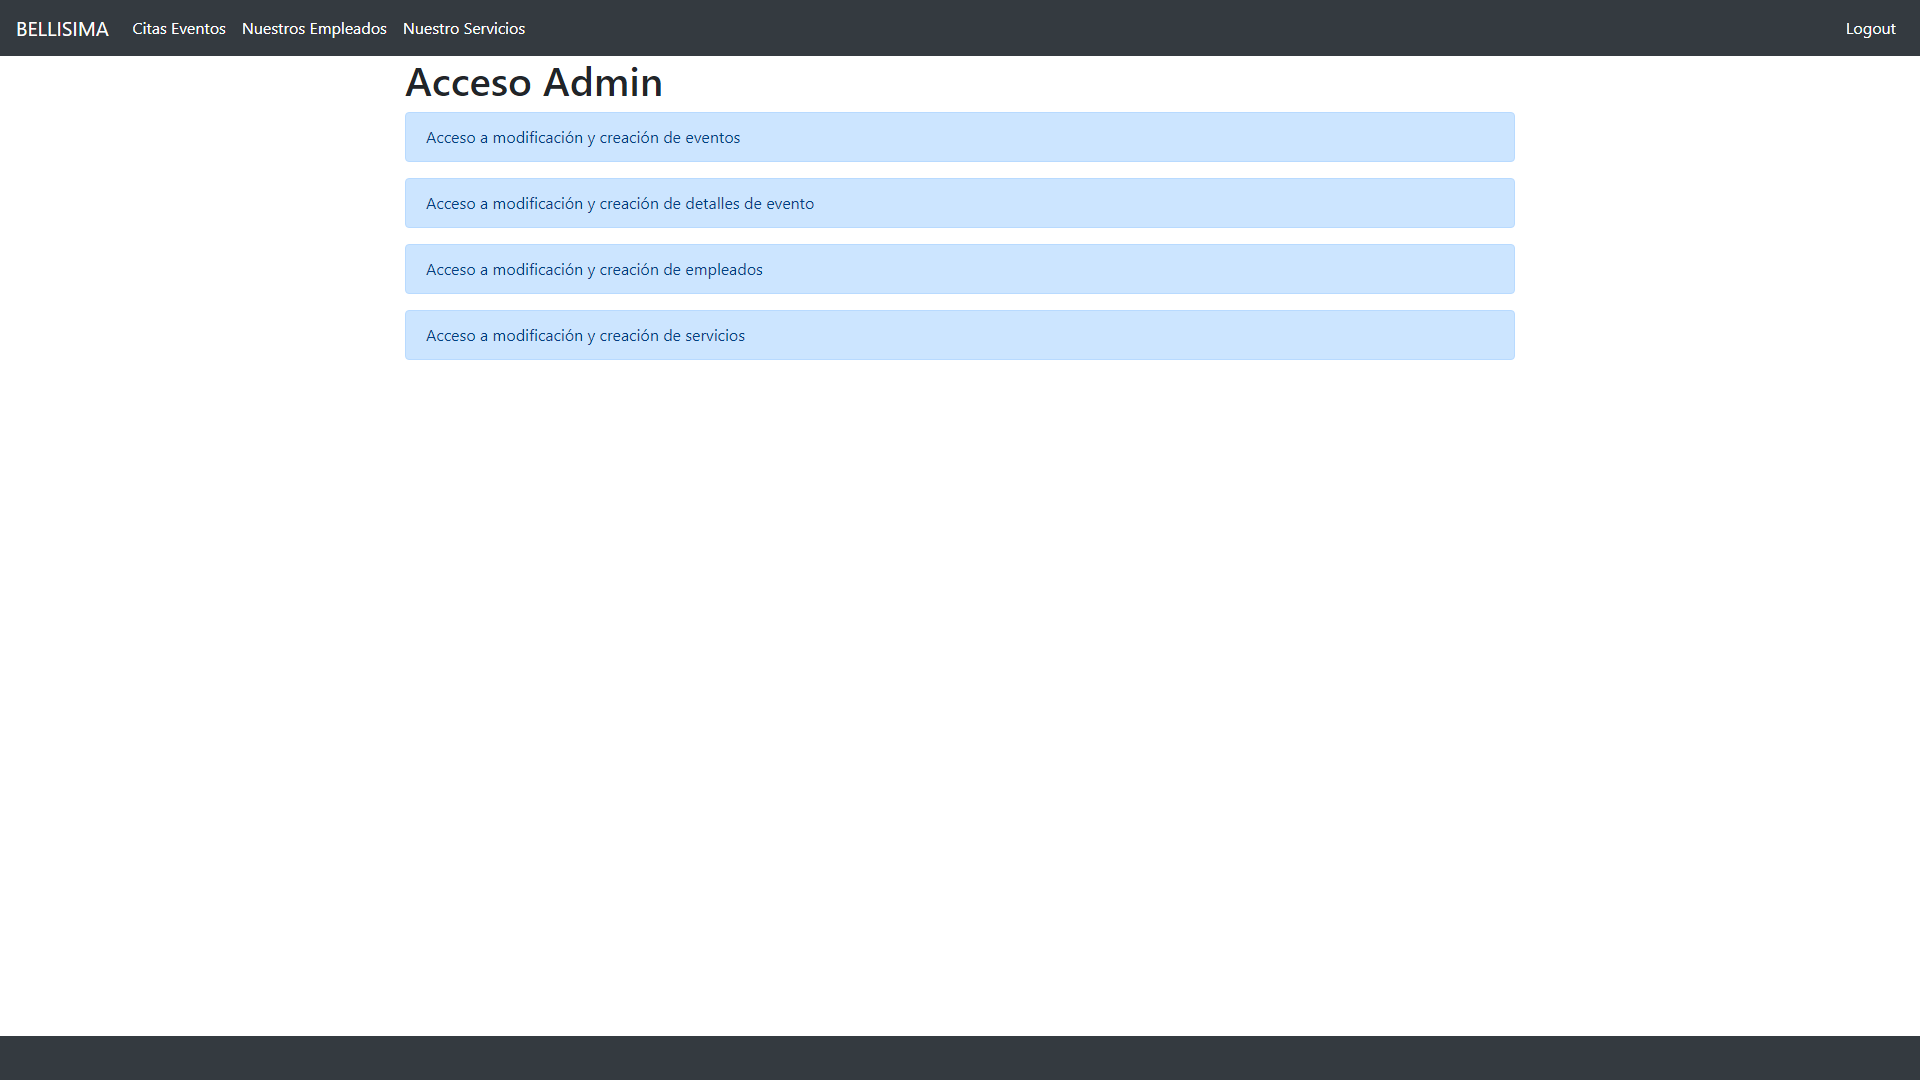 BELLISIMA Citas Eventos Nuestros Empleados Nuestro Servicios Logout
Acceso Admin
Acceso a modificación y creación de eventos
Acceso a modificación y creación de detalles de evento
Acceso a modificación y creación de empleados
Acceso a modificación y creación de servicios